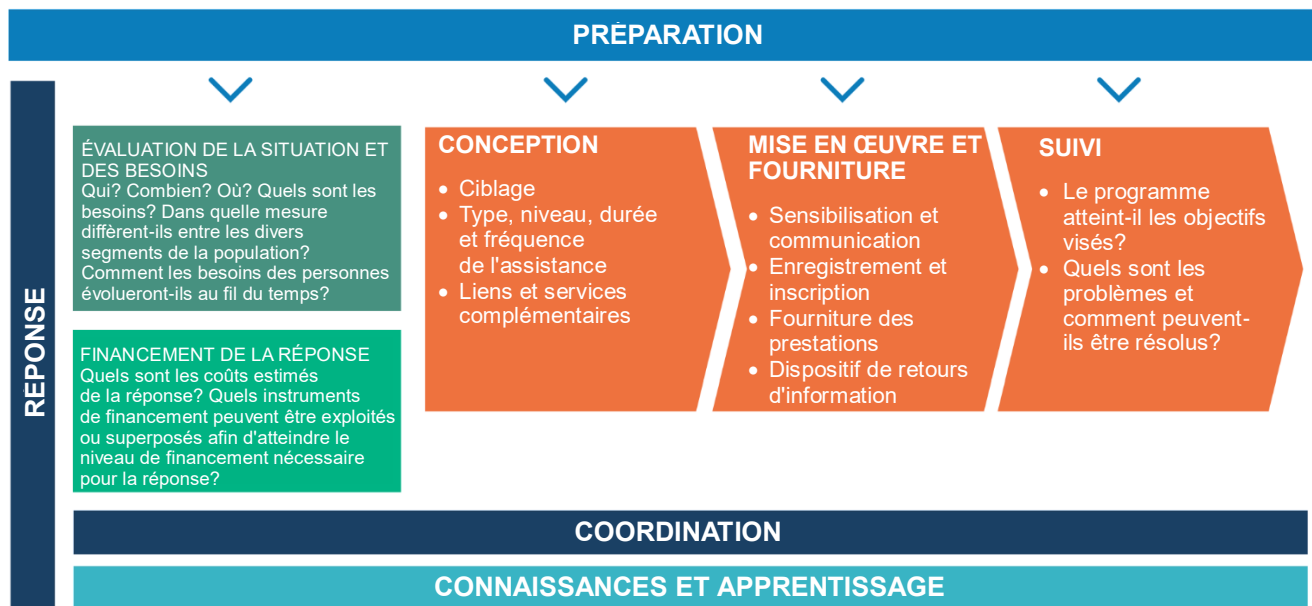 PRÉPARATION
RÉPONSE
ÉVALUATION DE LA SITUATION ET
DES BESOINS
Qui? Combien? Où? Quels sont les
besoins? Dans quelle mesure
diffèrent-ils entre les divers
segments de la population?
Comment les besoins des personnes
évolueront-ils au fil du temps?
FINANCEMENT DE LA RÉPONSE
Quels sont les coûts estimés
de la réponse? Quels instruments
de financement peuvent être exploités
ou superposés afin d'atteindre le
niveau de financement nécessaire
pour la réponse?
CONCEPTION
• Ciblage
• Type, niveau, durée
et fréquence
de l'assistance
• Liens et services
complémentaires
MISE EN ŒUVRE ET
FOURNITURE
• Sensibilisation et
communication
• Enregistrement et
inscription
• Fourniture des
prestations
• Dispositif de retours
d'information
SUIVI
• Le programme
atteint-il les objectifs
visés?
• Quels sont les
problèmes et
comment peuvent-
ils être résolus?
COORDINATION
CONNAISSANCES ET APPRENTISSAGE